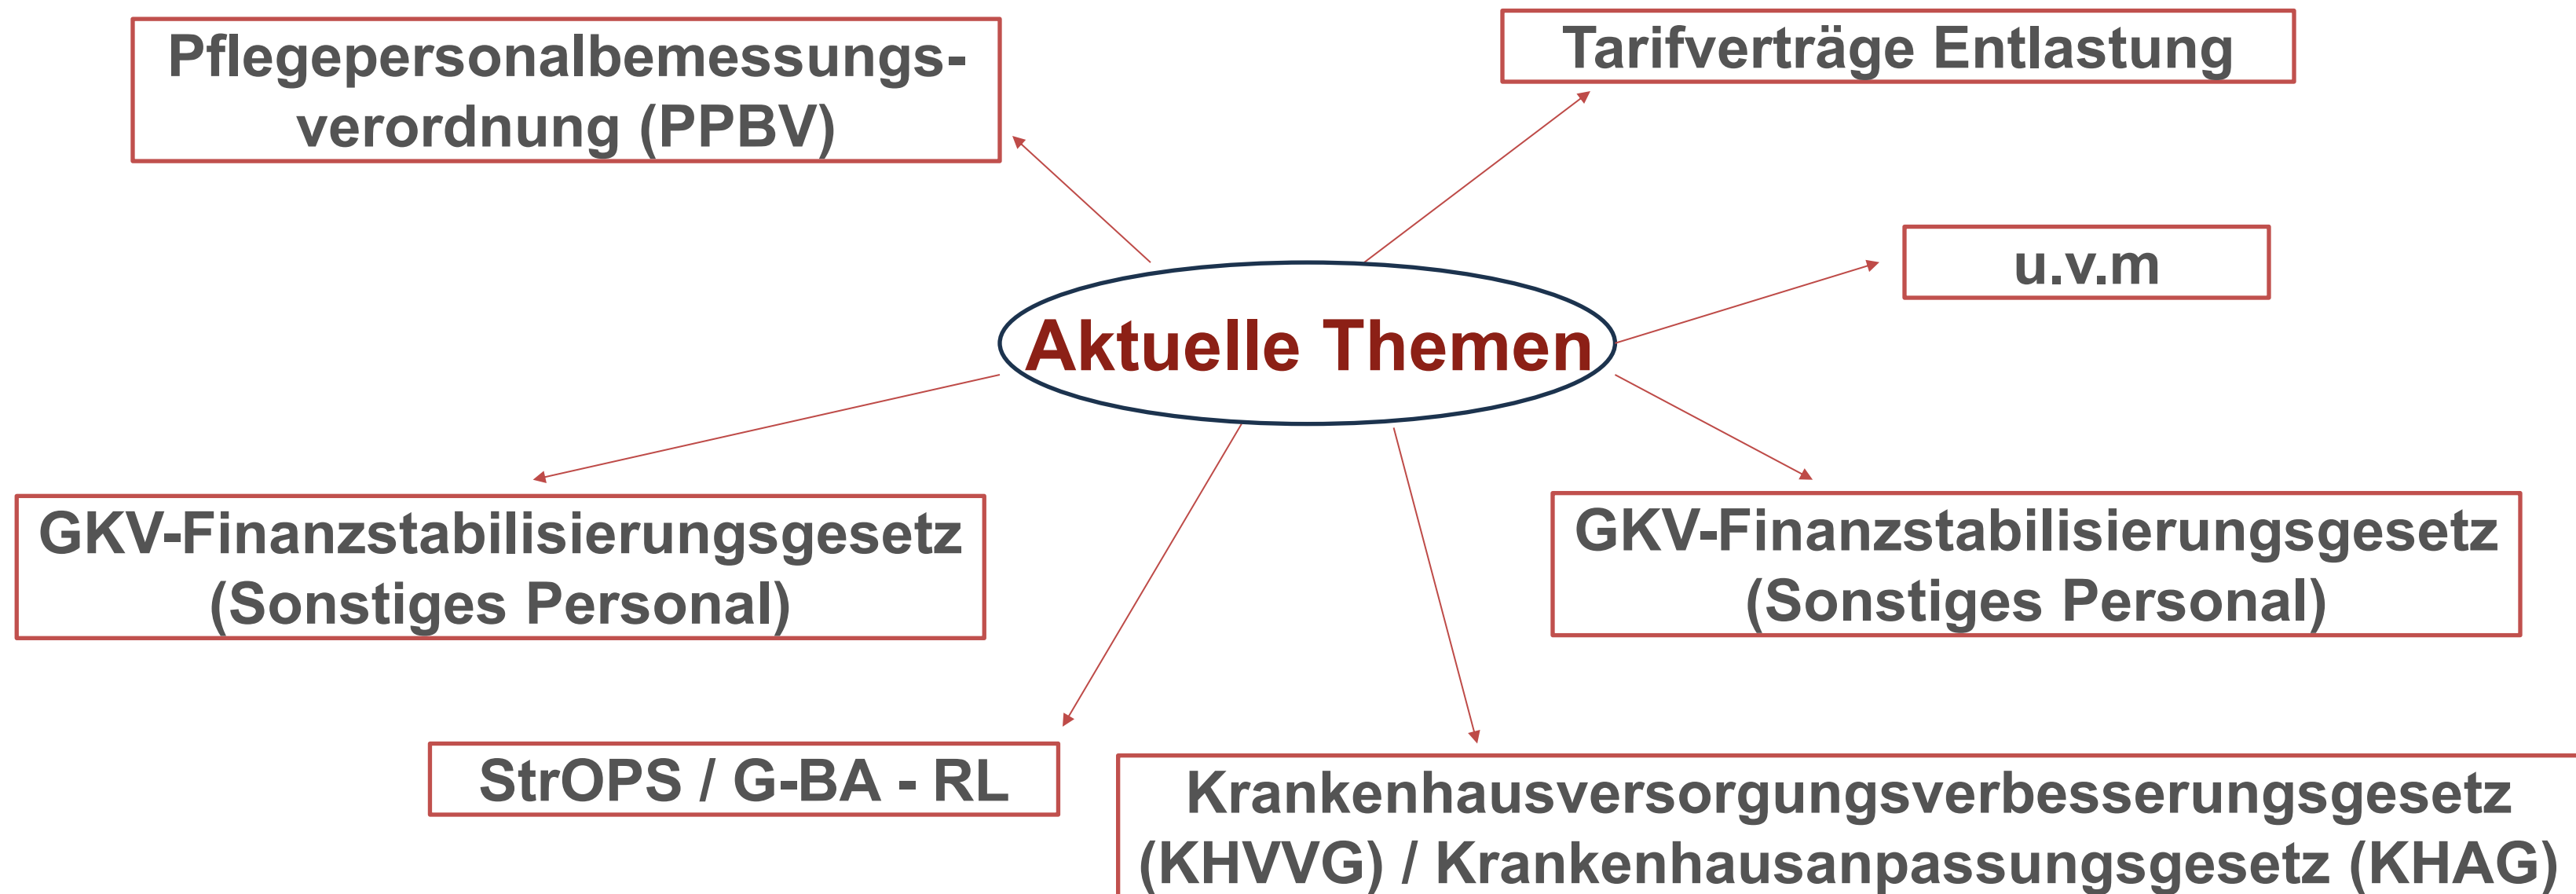 Pflegepersonalbemessungs-
verordnung (PPBV)
Tarifverträge Entlastung
u.v.m
Aktuelle Themen
GKV-Finanzstabilisierungsgesetz
(Sonstiges Personal)
GKV-Finanzstabilisierungsgesetz
(Sonstiges Personal)
StrOPS / G-BA - RL
Krankenhausversorgungsverbesserungsgesetz
(KHVVG) / Krankenhausanpassungsgesetz (KHAG)